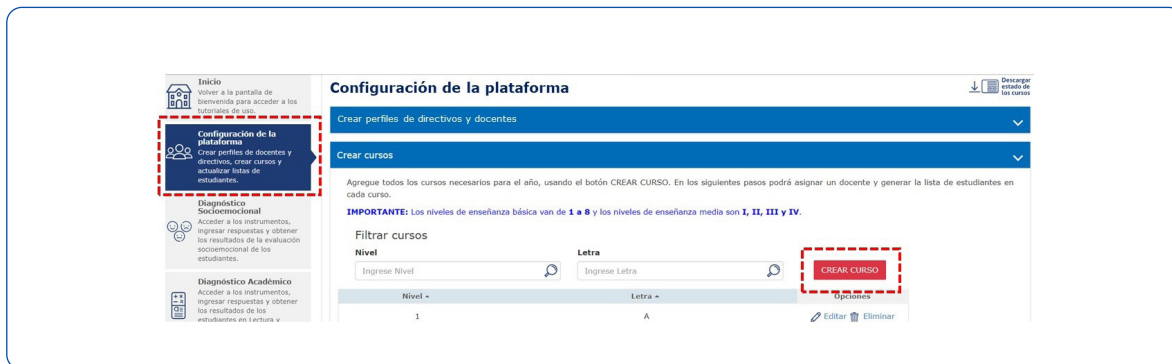 Inicio
Volver a la pantalla de
bienvenida para acceder a los
tutoriales de uso.
Configuración de la
plataforma
Crear perfiles de docentes y
directivos, crear cursos y
actualizar listas de
estudiantes.
Diagnóstico
Socioemocional
Acceder a los instrumentos,
ingresar respuestas y obtener
los resultados de la evaluación
socioemocional de los
estudiantes.
Diagnóstico Académico
Acceder a los instrumentos,
ingresar respuestas y obtener
los resultados de los
estudiantes en Lectura y
Configuración de la plataforma
Descargar
estado de
los cursos
Crear perfiles de directivos y docentes
Crear cursos
Agregue todos los cursos necesarios para el año, usando el botón CREAR CURSO. En los siguientes pasos podrá asignar un docente y generar la lista de estudiantes en
cada curso.
IMPORTANTE: Los niveles de enseñanza básica van de 1 a 8 y los niveles de enseñanza media son I, II, III y IV.
Filtrar cursos
Nivel Letra
Ingrese Nivel Ingrese Letra CREAR CURSO
Nivel Letra Opciones
1 A Editar Eliminar